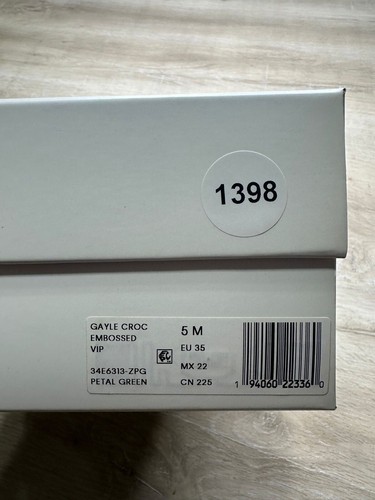 1398
GAYLE CROC
EMBOSSED
VIP
34E6313-ZPG
PETAL GREEN
5 M
EU 35
MX 22
CN 225
1 94060 22336 0